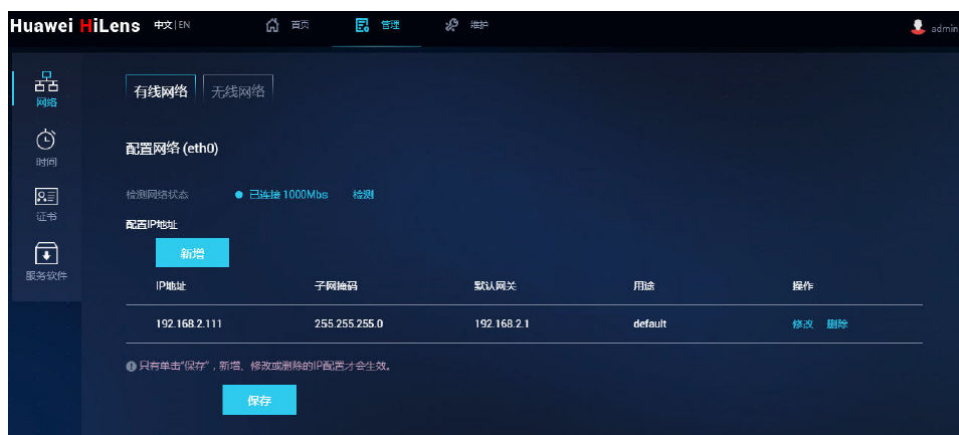 Huawei HiLens 中文|EN 首页 管理 维护 admin
网络
时间
证书
服务软件
有线网络 无线网络
配置网络 (eth0)
检测网络状态 已连接 1000Mbs 检测
配置IP地址
新增
IP地址 子网掩码 默认网关 用途 操作
192.168.2.111 255.255.255.0 192.168.2.1 default 修改 删除
只有单击“保存”，新增、修改或删除的IP配置才会生效。
保存